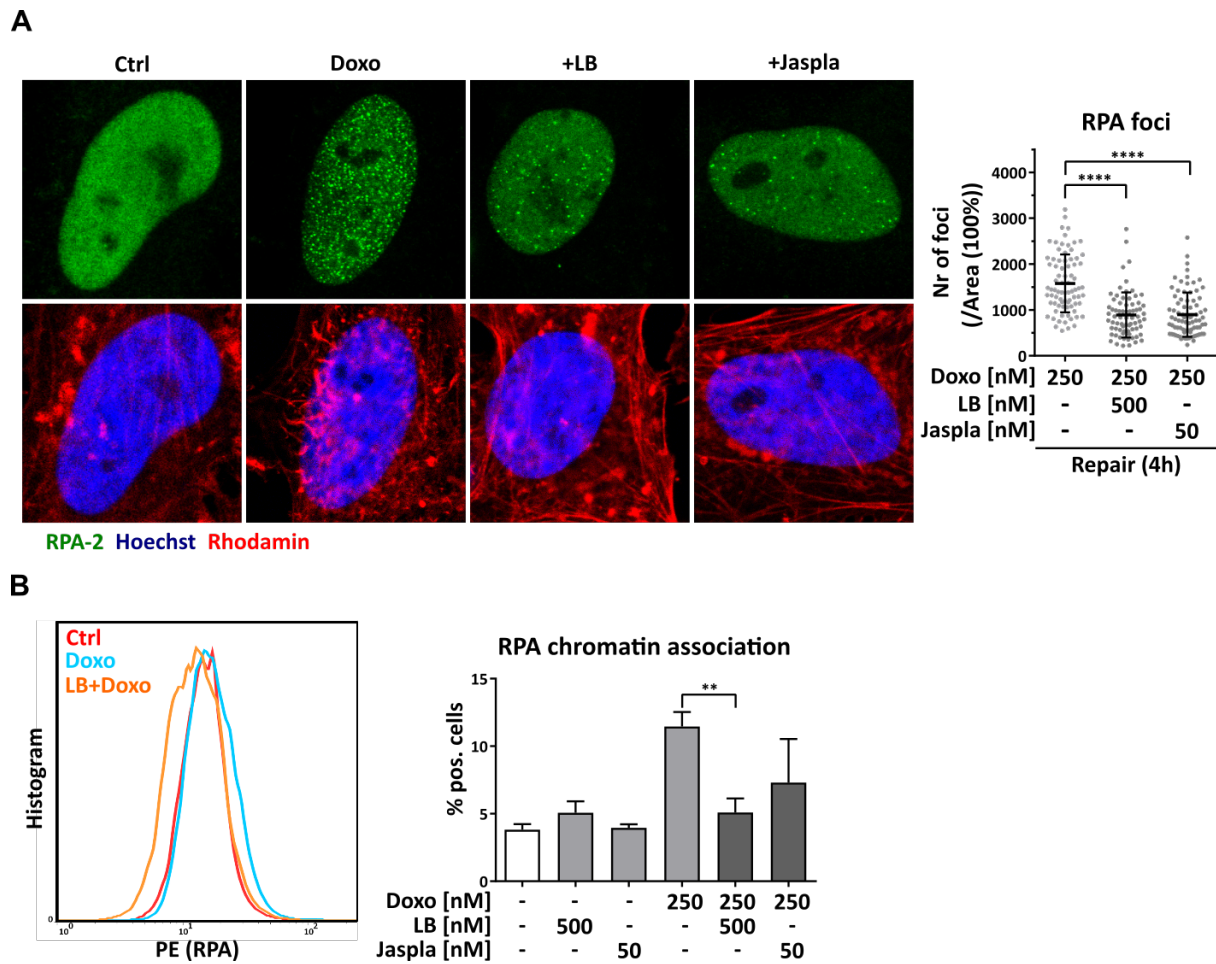 A
Ctrl Doxo +LB +Jaspla
RPA-2 Hoechst Rhodamin
RPA foci
**** 
****
Nr of foci
(/Area (100%))
4000
3000
2000
1000
0
Doxo [nM] 250 250 250
LB [nM] - 500 -
Jaspla [nM] - - 50
Repair (4h)
B
Ctrl
Doxo
LB+Doxo
Histogram
0
10^0 10^1 10^2
PE (RPA)
RPA chromatin association
**
% pos. cells
15
10
5
0
Doxo [nM] - - - 250 250 250
LB [nM] - 500 - - 500 -
Jaspla [nM] - - 50 - - 50